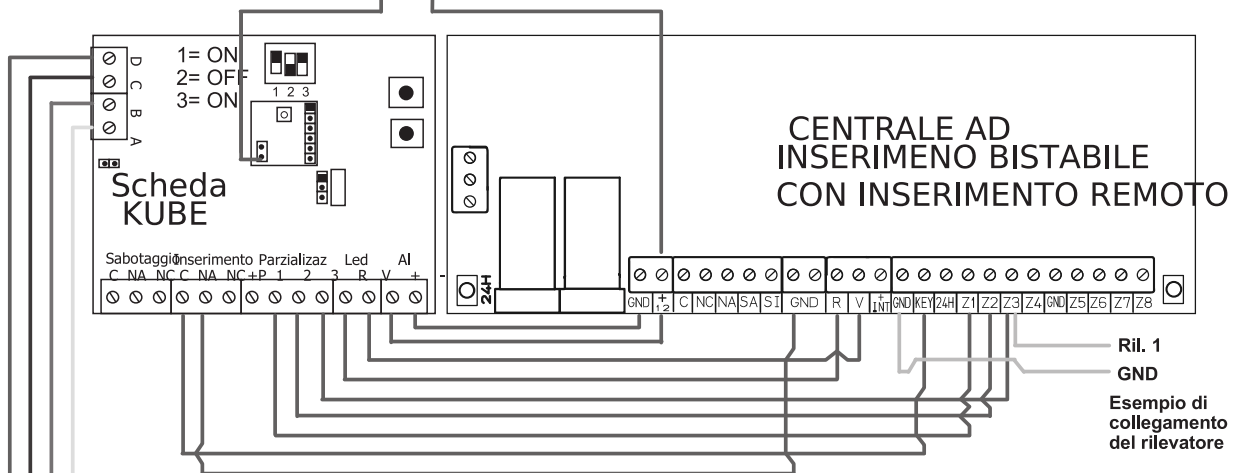 1= ON
2= OFF
3= ON
1 2 3
D
C
B
A
Scheda
KUBE
Sabotaggio Inserimento Parzializaz Led Al
C NA NC C NA NC +P 1 2 3 R V + -
CENTRALE AD
INSERIMENO BISTABILE
CON INSERIMENTO REMOTO
24H
GND +12 C NC NA SA SI GND R V +INT GND KEY 24H Z1 Z2 Z3 Z4 GND Z5 Z6 Z7 Z8
Ril. 1
GND
Esempio di
collegamento
del rilevatore